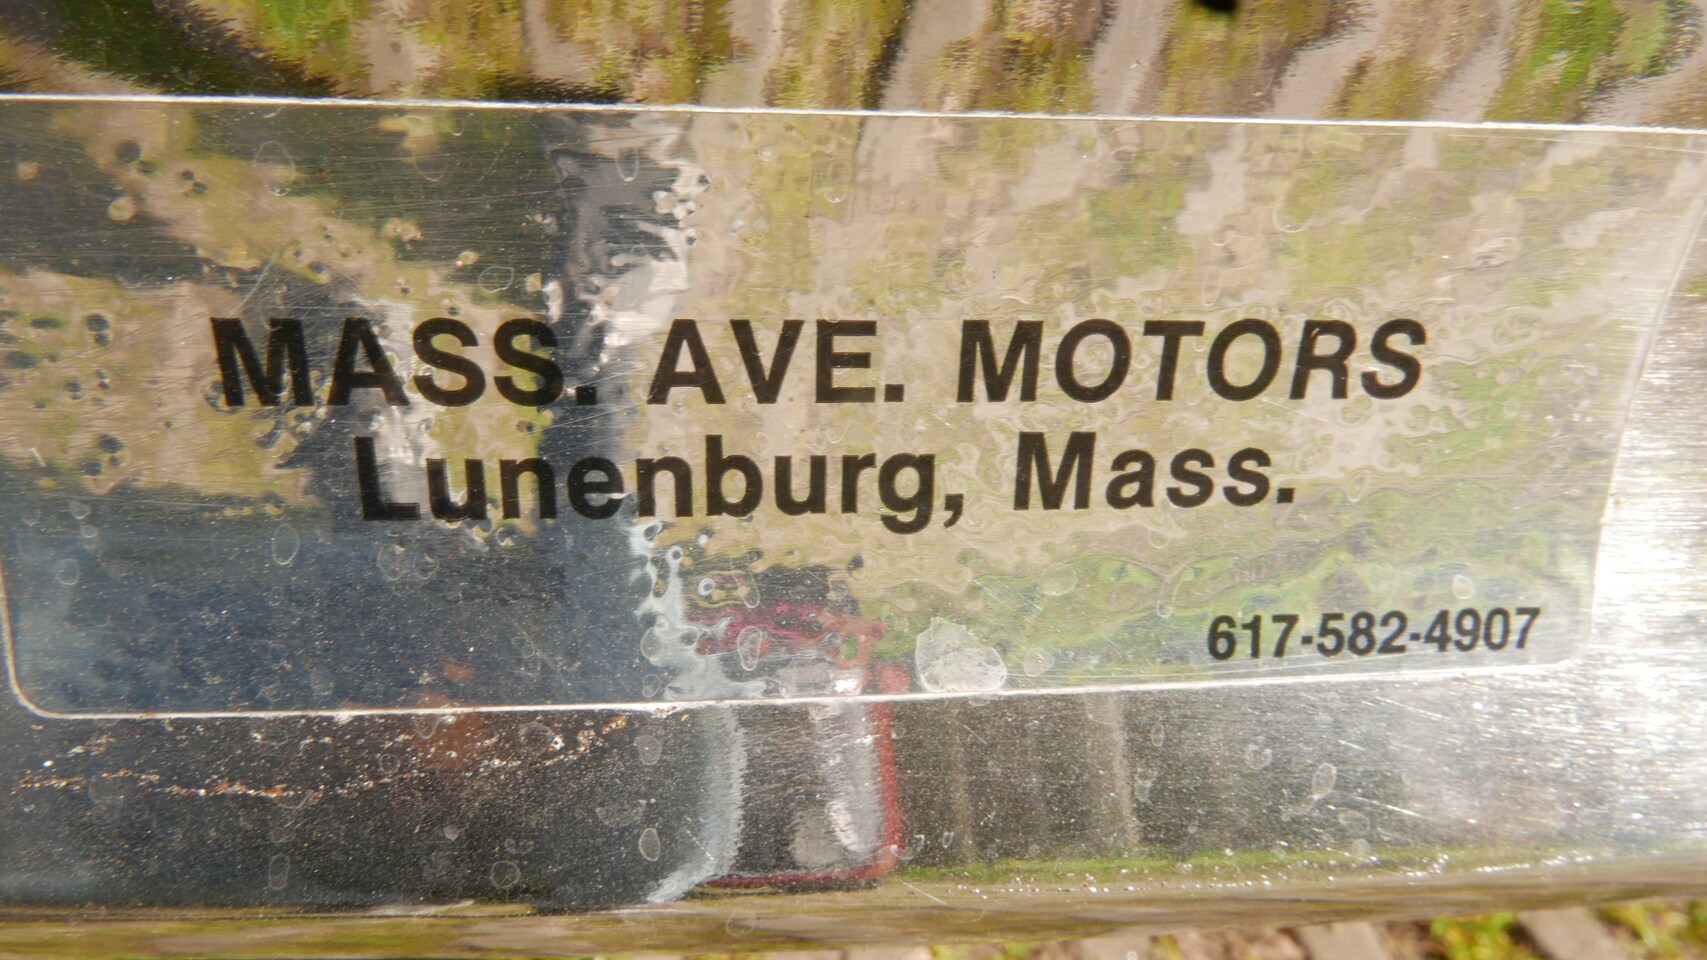 MASS. AVE. MOTORS
Lunenburg, Mass.
617-582-4907